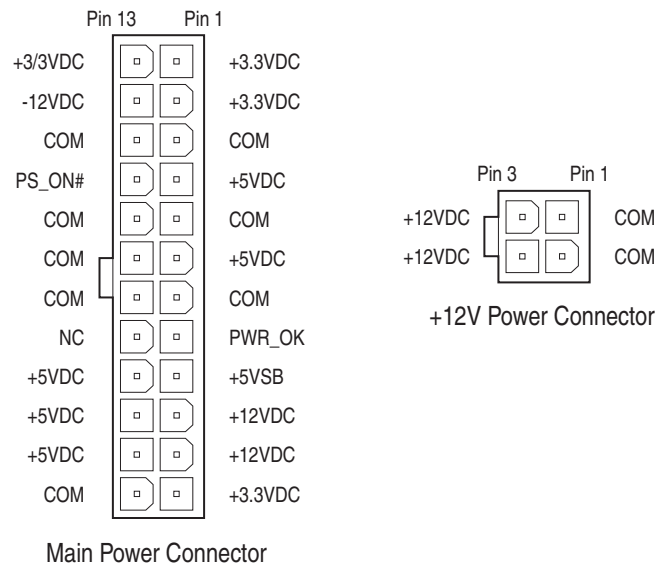 Pin 13 Pin 1
+3/3VDC +3.3VDC
-12VDC +3.3VDC
COM COM
PS_ON# +5VDC
COM COM
COM +5VDC
COM COM
NC PWR_OK
+5VDC +5VSB
+5VDC +12VDC
+5VDC +12VDC
COM +3.3VDC
Main Power Connector
Pin 3 Pin 1
+12VDC COM
+12VDC COM
+12V Power Connector